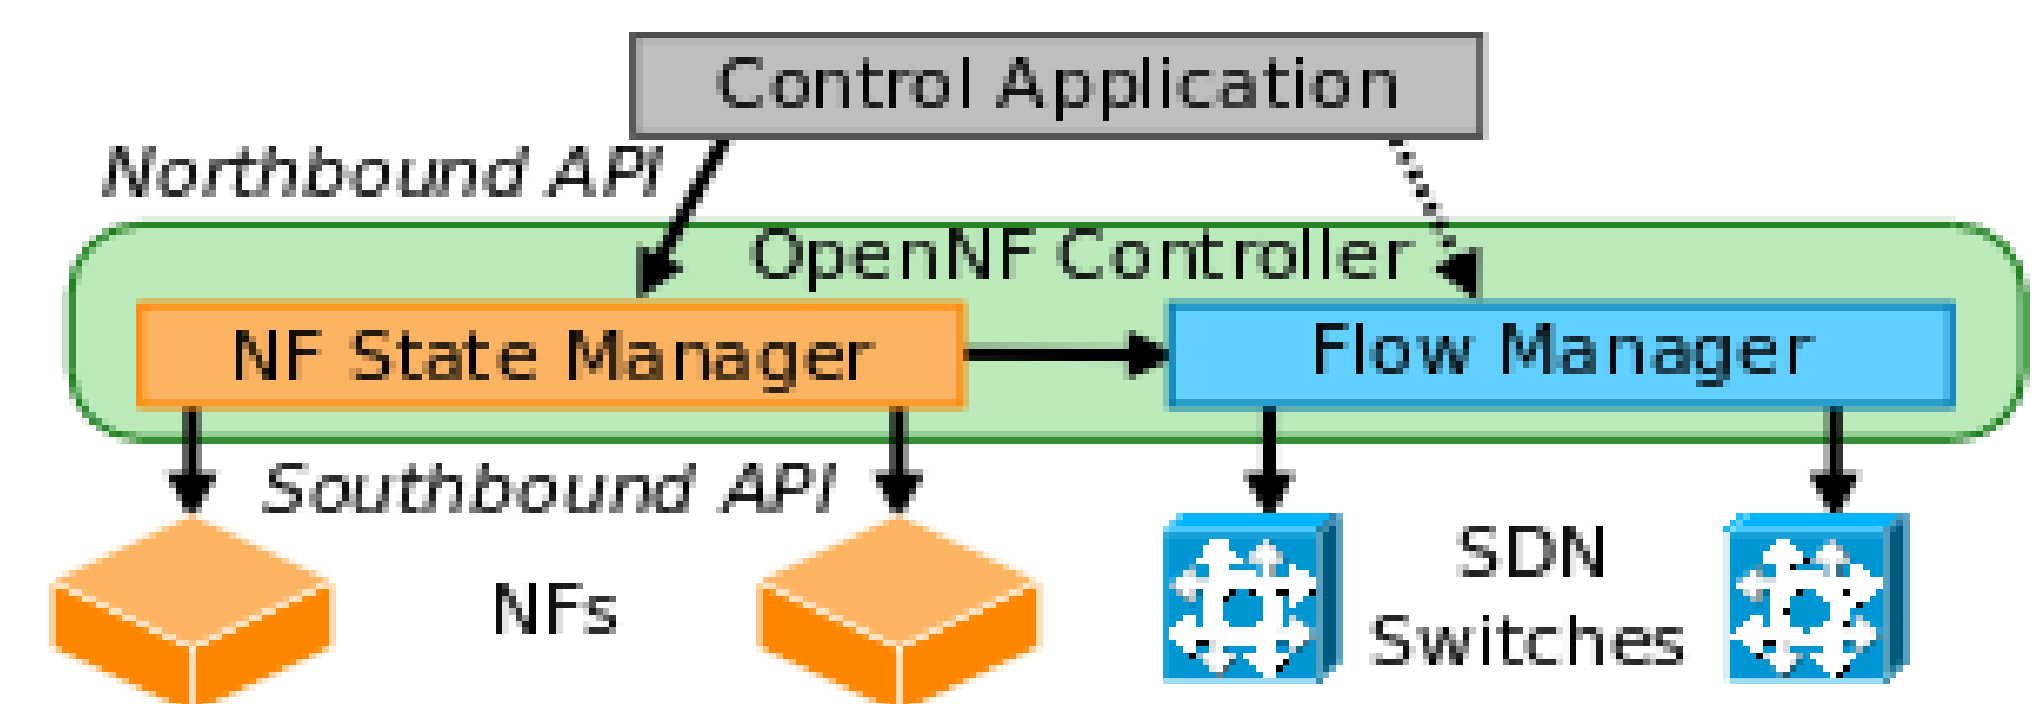 Control Application
Northbound API
OpenNF Controller
NF State Manager
Flow Manager
Southbound API
NFs
SDN
Switches